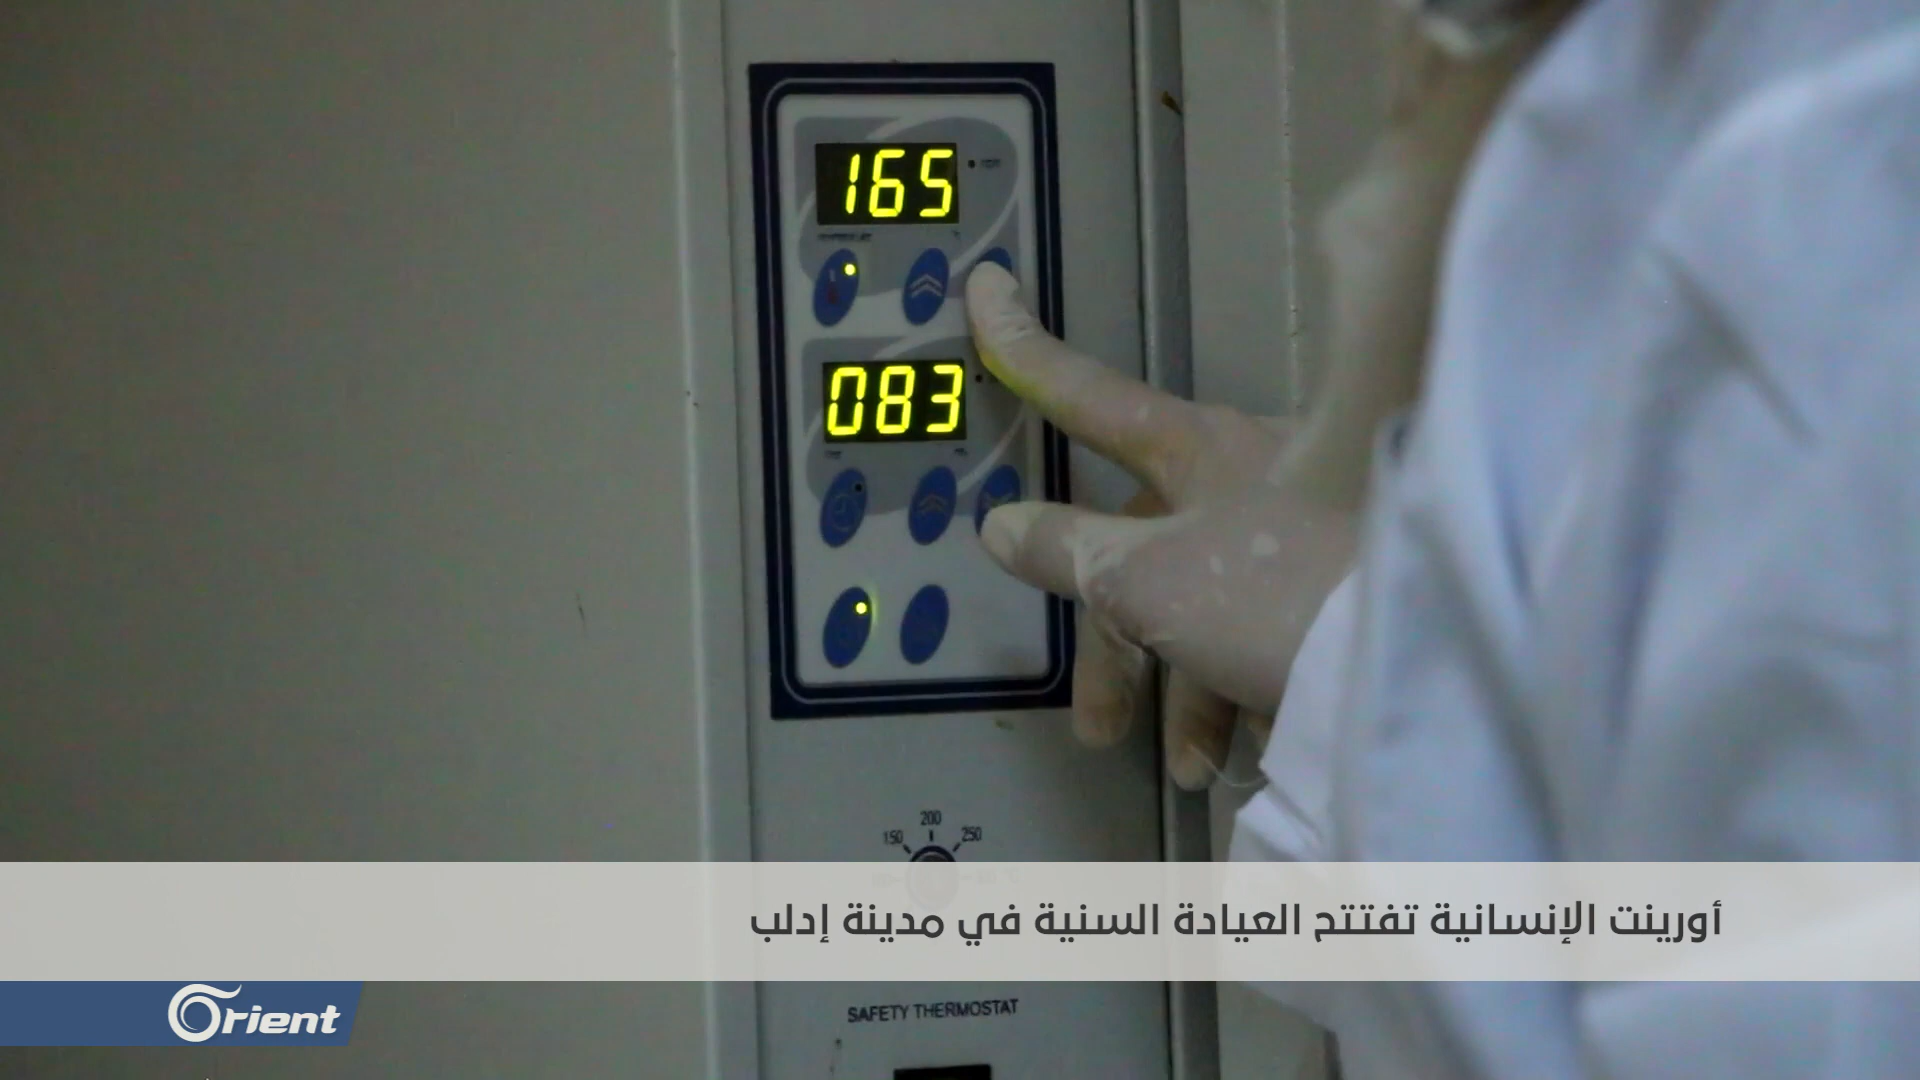 165
083
200
150
250
أورينت الإنسانية تفتتح العيادة السنية في مدينة إدلب
Orient
SAFETY THERMOSTAT